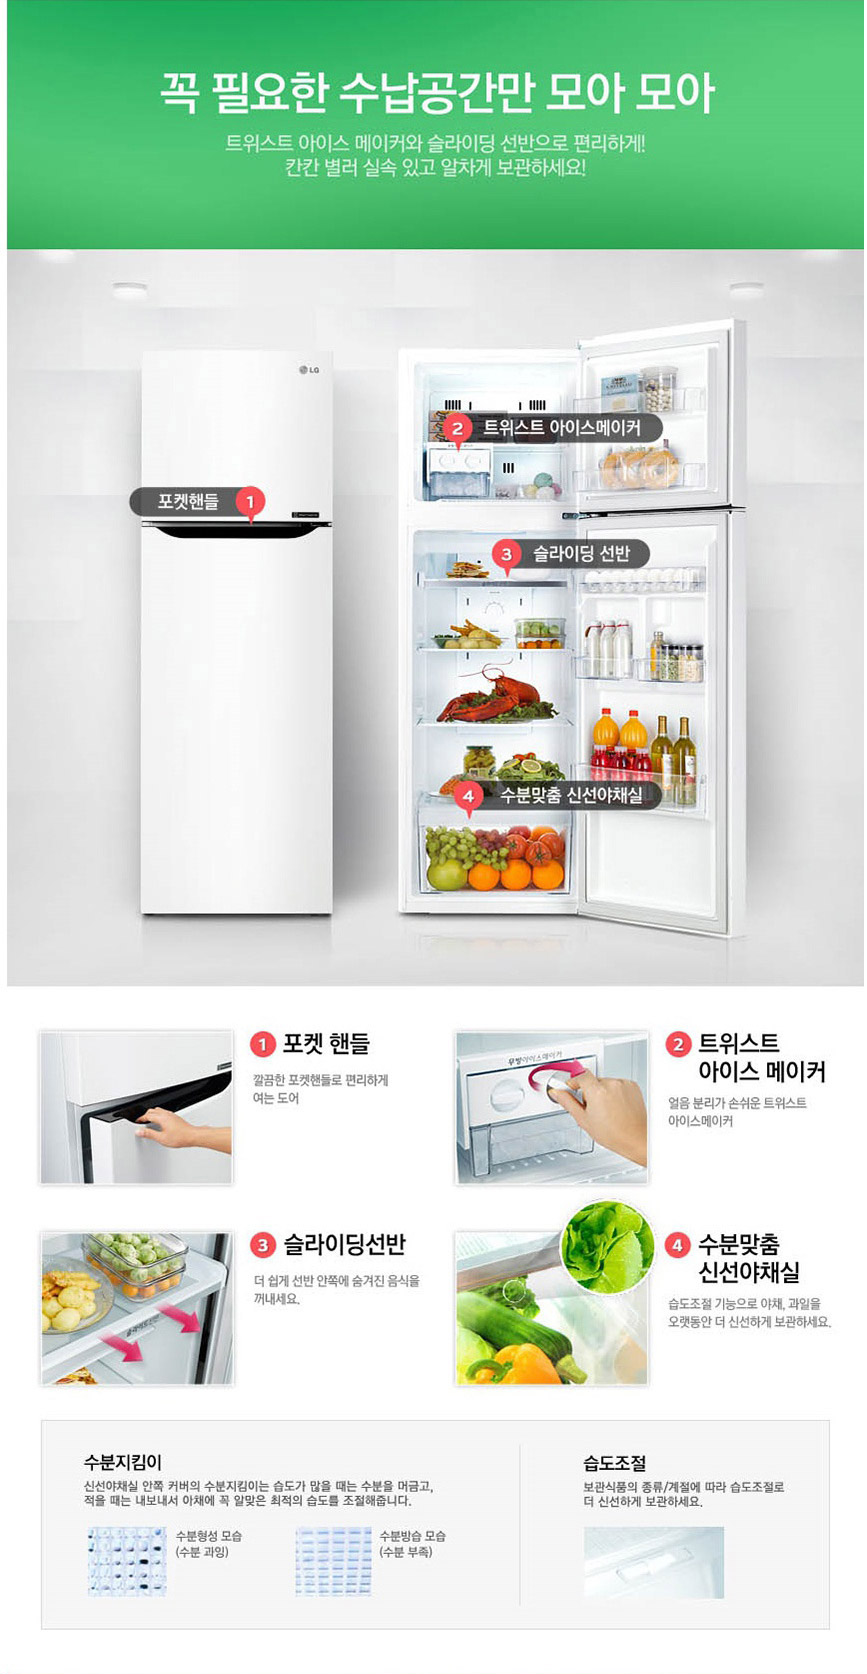 꼭 필요한 수납공간만 모아 모아
트위스트 아이스 메이커와 슬라이딩 선반으로 편리하게!
칸칸 별러 실속 있고 알차게 보관하세요!
LG
2 트위스트 아이스메이커
포켓핸들 1
3 슬라이딩 선반
4 수분맞춤 신선야채실
1 포켓 핸들
깔끔한 포켓핸들로 편리하게
여는 도어
무빙아이스메이커
2 트위스트
아이스 메이커
얼음 분리가 손쉬운 트위스트
아이스메이커
3 슬라이딩선반
더 쉽게 선반 안쪽에 숨겨진 음식을
꺼내세요.
4 수분맞춤
신선야채실
습도조절 기능으로 야채, 과일을
오랫동안 더 신선하게 보관하세요.
수분지킴이
신선야채실 안쪽 커버의 수분지킴이는 습도가 많을 때는 수분을 머금고,
적을 때는 내보내서 야채에 꼭 알맞은 최적의 습도를 조절해줍니다.
수분형성 모습
(수분 과잉)
수분방습 모습
(수분 부족)
습도조절
보관식품의 종류/계절에 따라 습도조절로
더 신선하게 보관하세요.